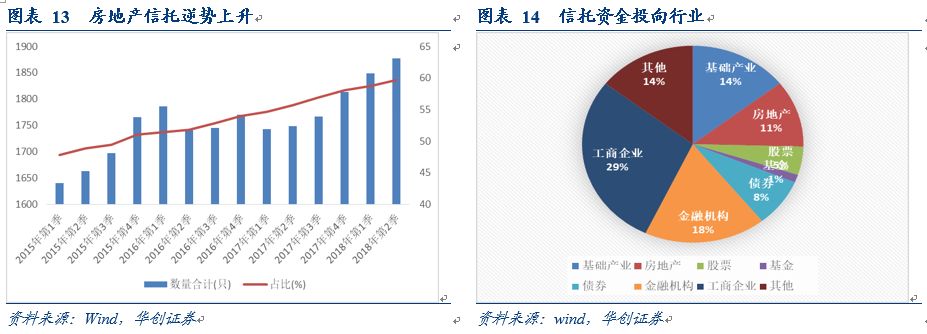 图表 13 房地产信托逆势上升
1900
1850
1800
1750
1700
1650
1600
65
60
55
50
45
40
2015年第1季
2015年第2季
2015年第3季
2015年第4季
2016年第1季
2016年第2季
2016年第3季
2016年第4季
2017年第1季
2017年第2季
2017年第3季
2017年第4季
2018年第1季
2018年第2季
数量合计(只) 占比(%)
资料来源：Wind，华创证券
图表 14 信托资金投向行业
其他
14%
基础产业
14%
房地产
11%
股票
5%
基金
1%
债券
8%
金融机构
18%
工商企业
29%
基础产业 房地产 股票 基金
债券 金融机构 工商企业 其他
资料来源：wind，华创证券